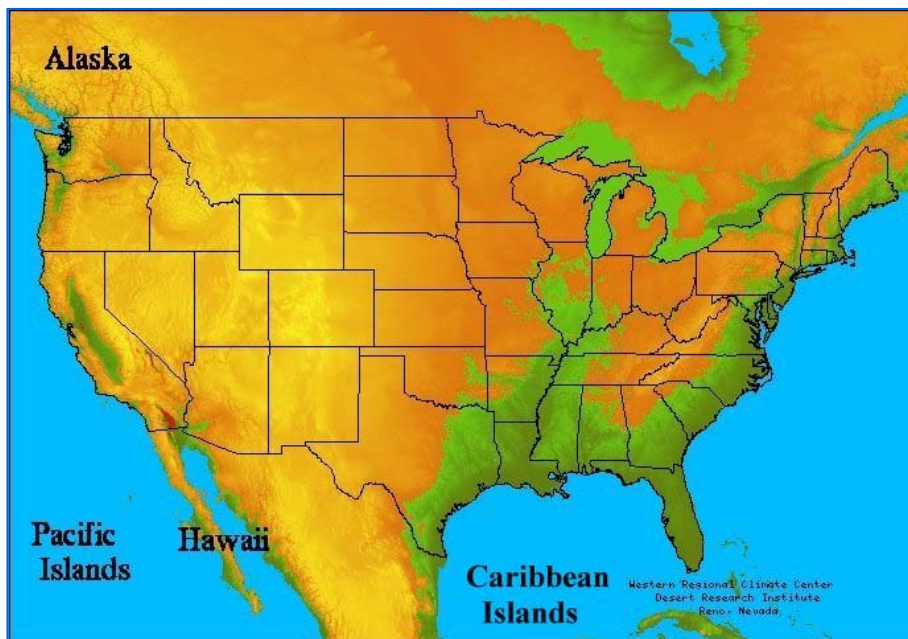 Alaska
Pacific
Islands
Hawaii
Caribbean
Islands
Western Regional Climate Center
Desert Research Institute
Reno, Nevada